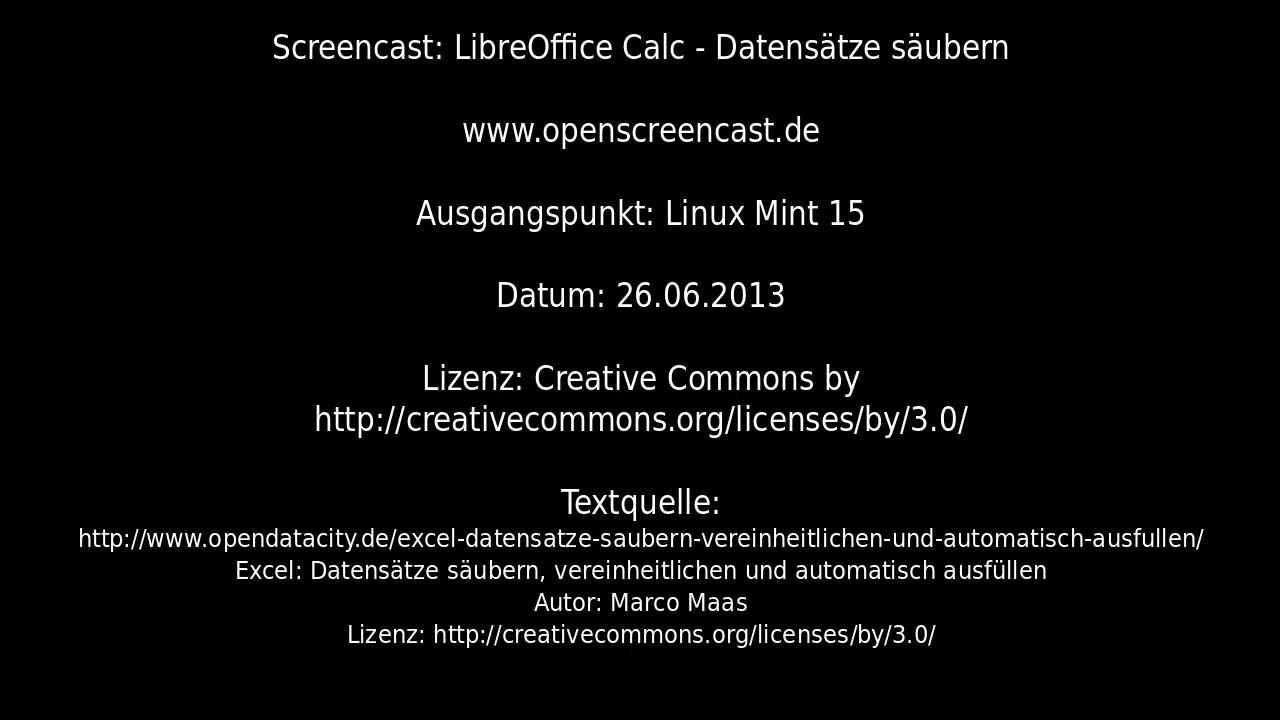 Screencast: LibreOffice Calc - Datensätze säubern
www.openscreencast.de
Ausgangspunkt: Linux Mint 15
Datum: 26.06.2013
Lizenz: Creative Commons by
http://creativecommons.org/licenses/by/3.0/
Textquelle:
http://www.opendatacity.de/excel-datensatze-saubern-vereinheitlichen-und-automatisch-ausfullen/
Excel: Datensätze säubern, vereinheitlichen und automatisch ausfüllen
Autor: Marco Maas
Lizenz: http://creativecommons.org/licenses/by/3.0/